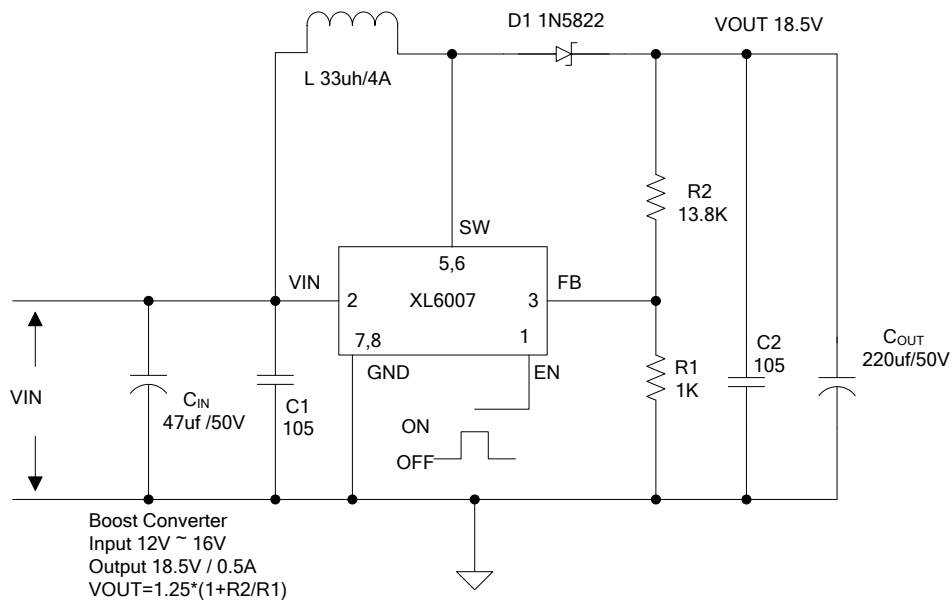 D1 1N5822
VOUT 18.5V
L 33uh/4A
R2
13.8K
SW
5,6
VIN
FB
2
XL6007
3
7,8
1
GND
EN
VIN
CIN
47uf /50V
C1
105
ON
OFF
R1
1K
C2
105
COUT
220uf/50V
Boost Converter
Input 12V ~ 16V
Output 18.5V / 0.5A
VOUT=1.25*(1+R2/R1)